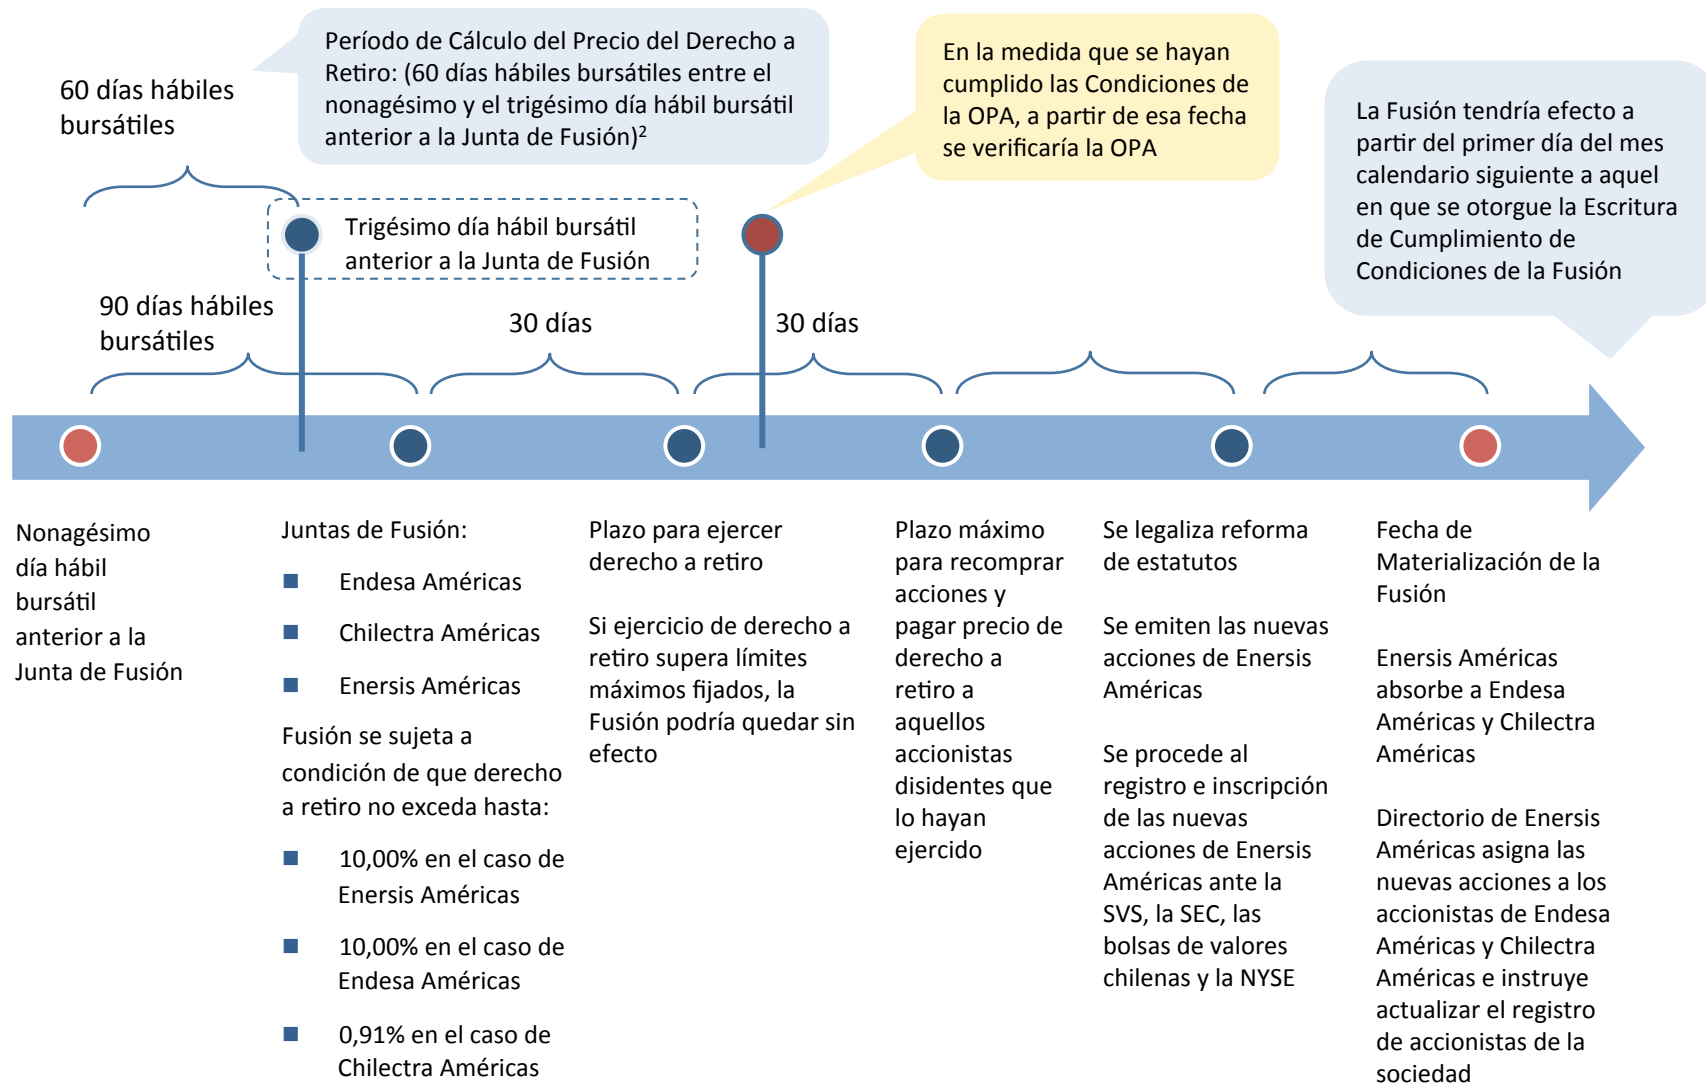 60 días hábiles
bursátiles
Período de Cálculo del Precio del Derecho a
Retiro: (60 días hábiles bursátiles entre el
nonagésimo y el trigésimo día hábil bursátil
anterior a la Junta de Fusión)²
En la medida que se hayan
cumplido las Condiciones de
la OPA, a partir de esa fecha
se verificaría la OPA
La Fusión tendría efecto a
partir del primer día del mes
calendario siguiente a aquel
en que se otorgue la Escritura
de Cumplimiento de
Condiciones de la Fusión
Trigésimo día hábil bursátil
anterior a la Junta de Fusión
90 días hábiles
bursátiles
30 días
30 días
Nonagésimo
día hábil
bursátil
anterior a la
Junta de Fusión
Juntas de Fusión:
■ Endesa Américas
■ Chilectra Américas
■ Enersis Américas
Fusión se sujeta a
condición de que derecho
a retiro no exceda hasta:
■ 10,00% en el caso de
Enersis Américas
■ 10,00% en el caso de
Endesa Américas
■ 0,91% en el caso de
Chilectra Américas
Plazo para ejercer
derecho a retiro
Si ejercicio de derecho a
retiro supera límites
máximos fijados, la
Fusión podría quedar sin
efecto
Plazo máximo
para recomprar
acciones y
pagar precio de
derecho a
retiro a
aquellos
accionistas
disidentes que
lo hayan
ejercido
Se legaliza reforma
de estatutos
Se emiten las nuevas
acciones de Enersis
Américas
Se procede al
registro e inscripción
de las nuevas
acciones de Enersis
Américas ante la
SVS, la SEC, las
bolsas de valores
chilenas y la NYSE
Fecha de
Materialización de la
Fusión
Enersis Américas
absorbe a Endesa
Américas y Chilectra
Américas
Directorio de Enersis
Américas asigna las
nuevas acciones a los
accionistas de Endesa
Américas y Chilectra
Américas e instruye
actualizar el registro
de accionistas de la
sociedad